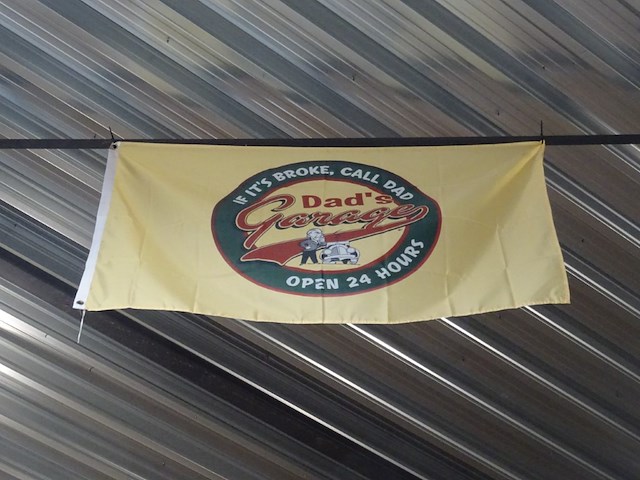 IF IT'S BROKE, CALL DAD
Dad's
Garage
OPEN 24 HOURS